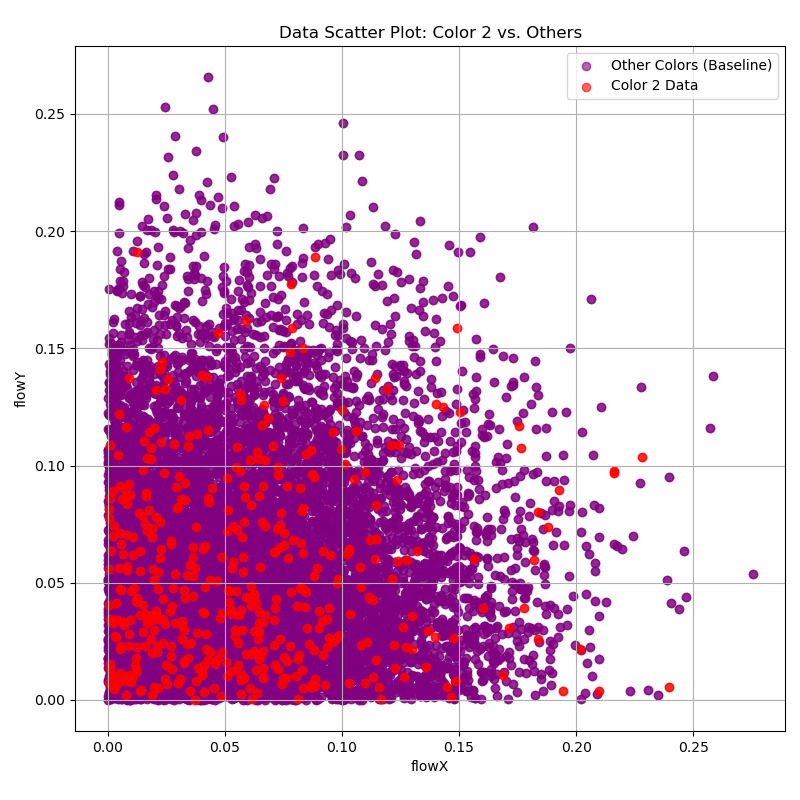 Data Scatter Plot: Color 2 vs. Others
Other Colors (Baseline)
Color 2 Data
flowY
0.25
0.20
0.15
0.10
0.05
0.00
0.00 0.05 0.10 0.15 0.20 0.25
flowX